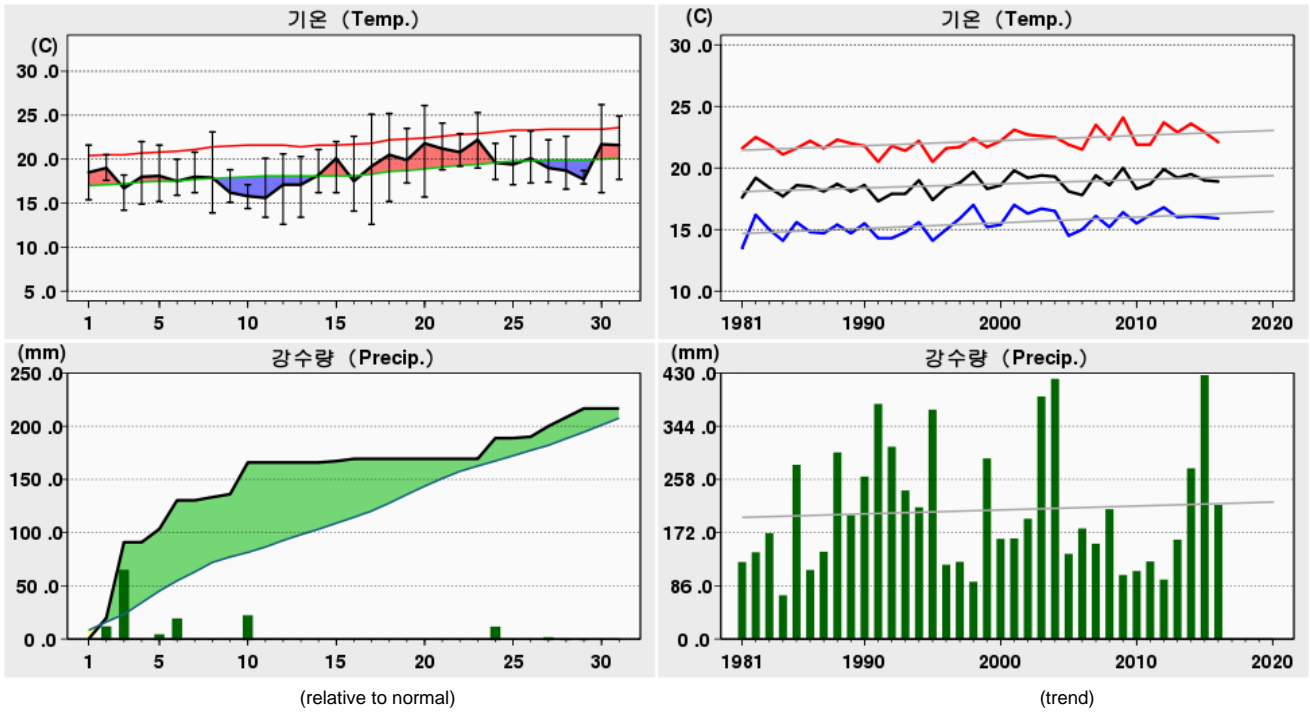 기온 (Temp.)
(C)
30 .0
25 .0
20 .0
15 .0
10 .0
5 .0
1 5 10 15 20 25 30
기온 (Temp.)
(C)
30 .0
25 .0
20 .0
15 .0
10 .0
1981 1990 2000 2010 2020
강수량 (Precip.)
(mm)
250 .0
200 .0
150 .0
100 .0
50 .0
0 .0
1 5 10 15 20 25 30
(relative to normal)
강수량 (Precip.)
(mm)
430 .0
344 .0
258 .0
172 .0
86 .0
0 .0
1981 1990 2000 2010 2020
(trend)